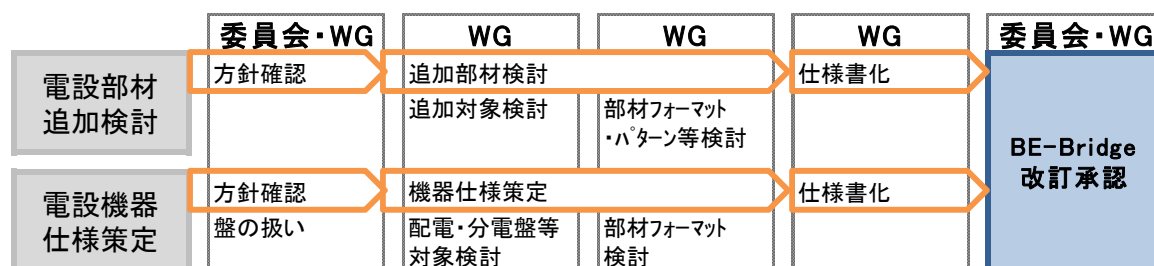 委員会・WG
WG
WG
WG
委員会・WG
電設部材
追加検討
方針確認
追加部材検討
仕様書化
追加対象検討
部材フォーマット
・パターン等検討
電設機器
仕様策定
方針確認
機器仕様策定
仕様書化
盤の扱い
配電・分電盤等
対象検討
部材フォーマット
検討
BE-Bridge
改訂承認